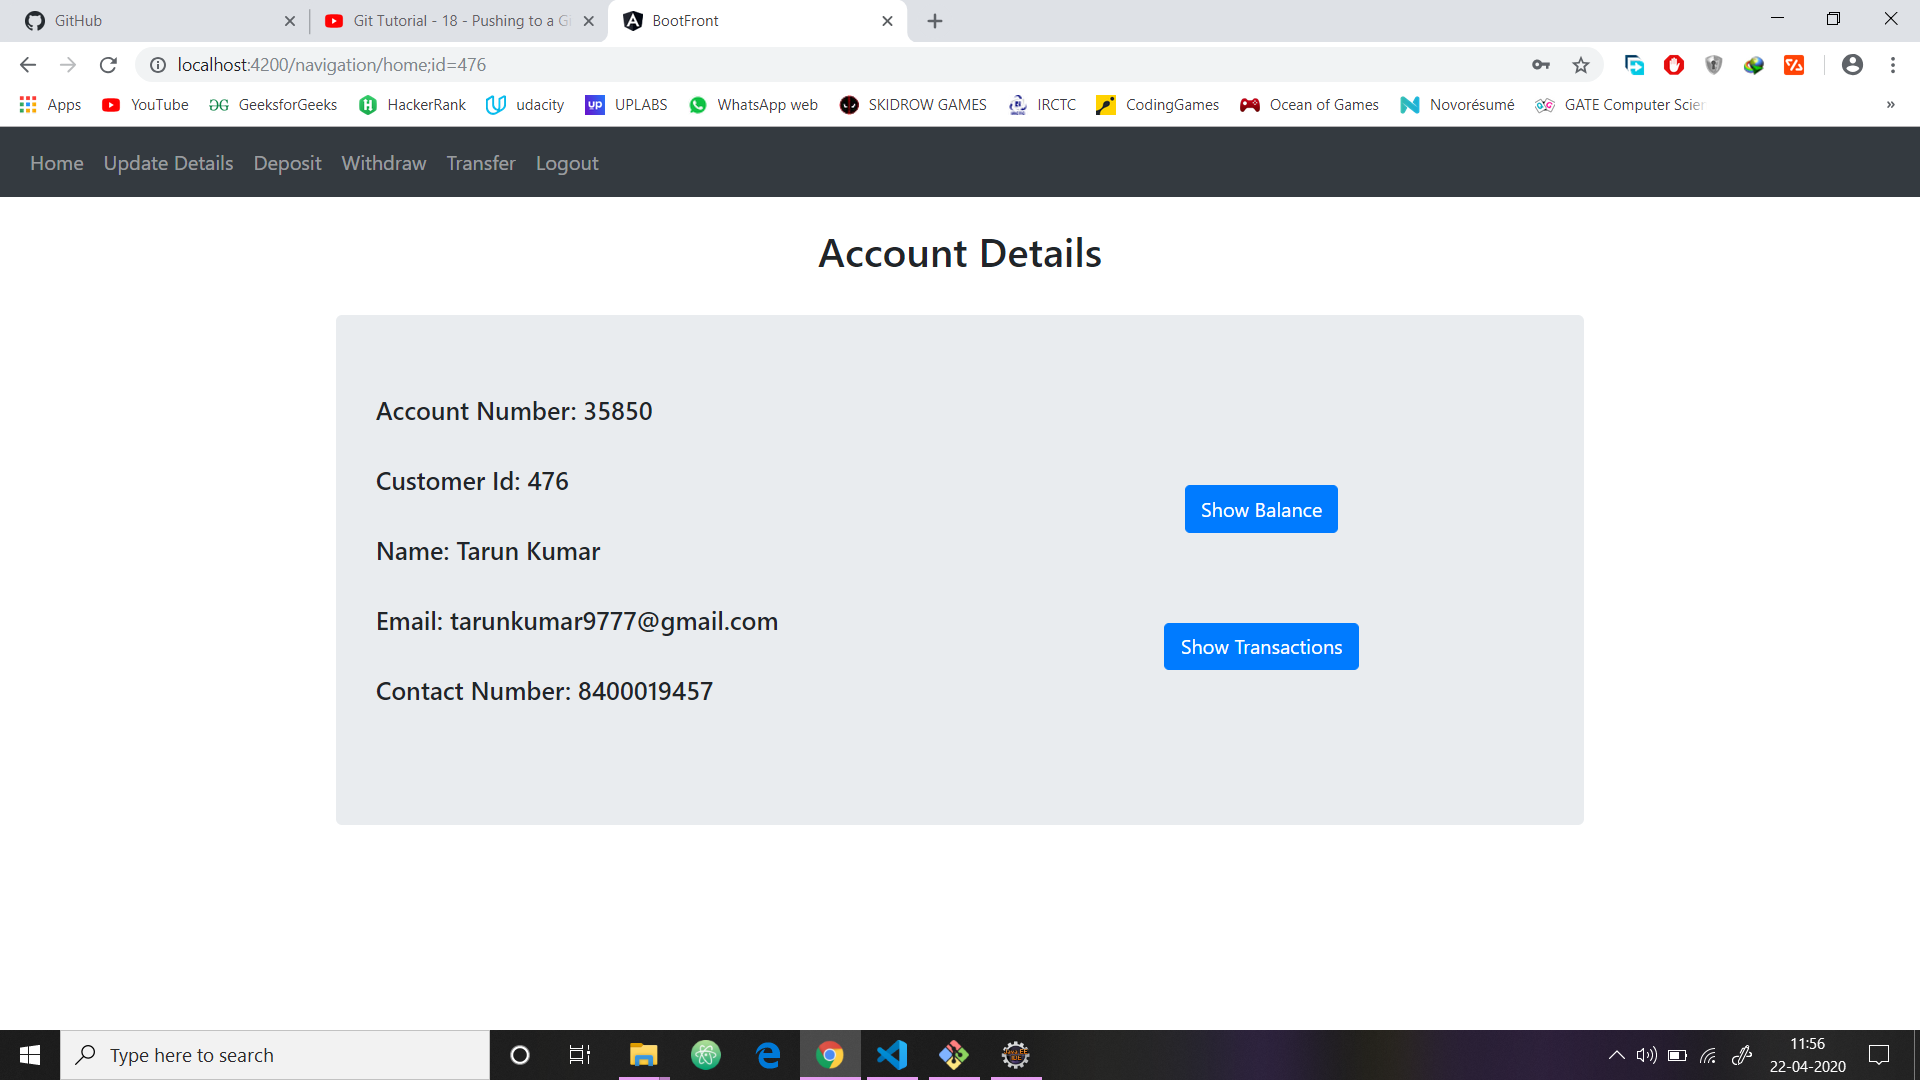 GitHub
Git Tutorial - 18 - Pushing to a Gi
BootFront
localhost:4200/navigation/home;id=476
Apps YouTube GeeksforGeeks HackerRank udacity UPLABS WhatsApp web SKIDROW GAMES IRCTC CodingGames Ocean of Games Novorésumé GATE Computer Scien »
Home Update Details Deposit Withdraw Transfer Logout
Account Details
Account Number: 35850
Customer Id: 476
Show Balance
Name: Tarun Kumar
Email: tarunkumar9777@gmail.com
Show Transactions
Contact Number: 8400019457
Type here to search
11:56
22-04-2020